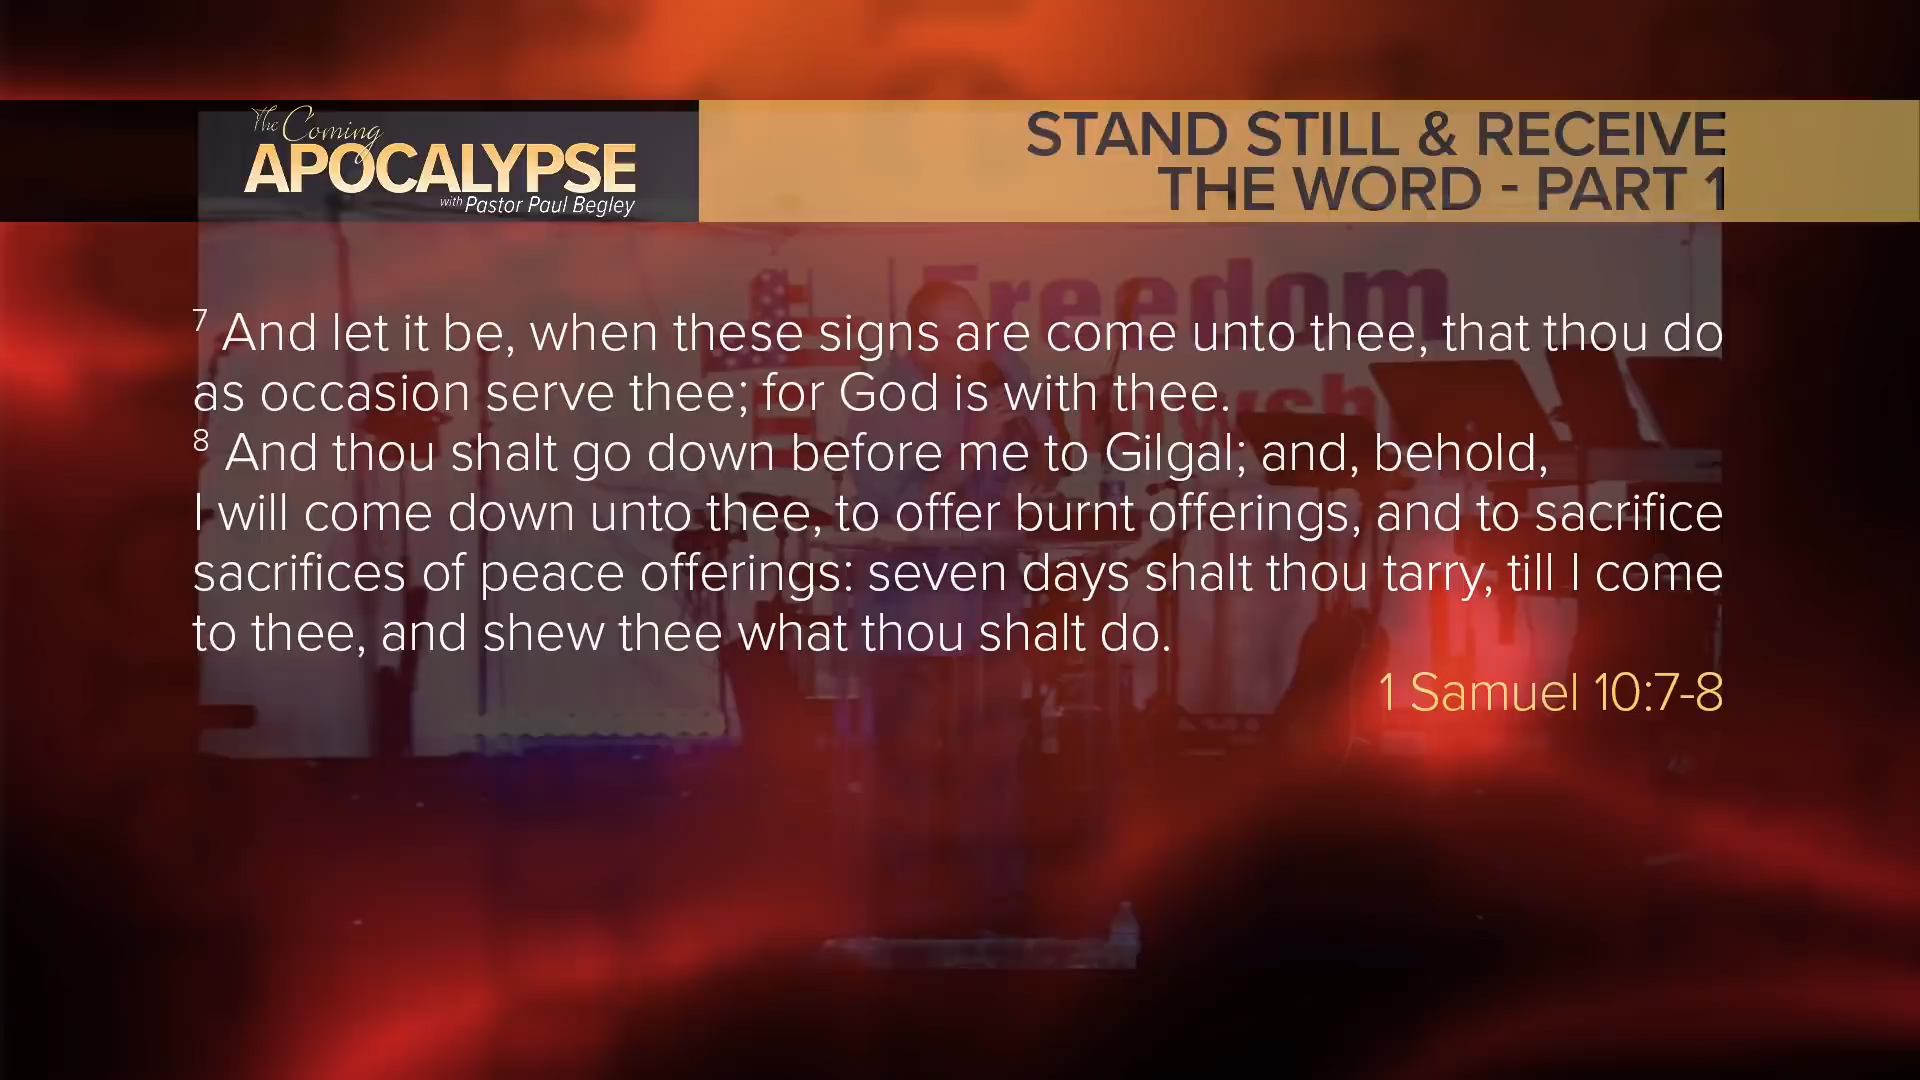 The Coming
APOCALYPSE
with Pastor Paul Begley
STAND STILL & RECEIVE
THE WORD - PART 1
Freedom
7 And let it be, when these signs are come unto thee, that thou do
as occasion serve thee; for God is with thee.
8 And thou shalt go down before me to Gilgal; and, behold,
I will come down unto thee, to offer burnt offerings, and to sacrifice
sacrifices of peace offerings: seven days shalt thou tarry, till I come
to thee, and shew thee what thou shalt do.
1 Samuel 10:7-8